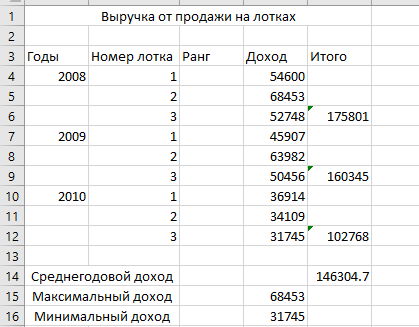 1 Выручка от продажи на лотках
2
3 Годы Номер лотка Ранг Доход Итого
4 2008 1 54600
5 2 68453
6 3 52748 175801
7 2009 1 45907
8 2 63982
9 3 50456 160345
10 2010 1 36914
11 2 34109
12 3 31745 102768
13
14 Среднегодовой доход 146304.7
15 Максимальный доход 68453
16 Минимальный доход 31745